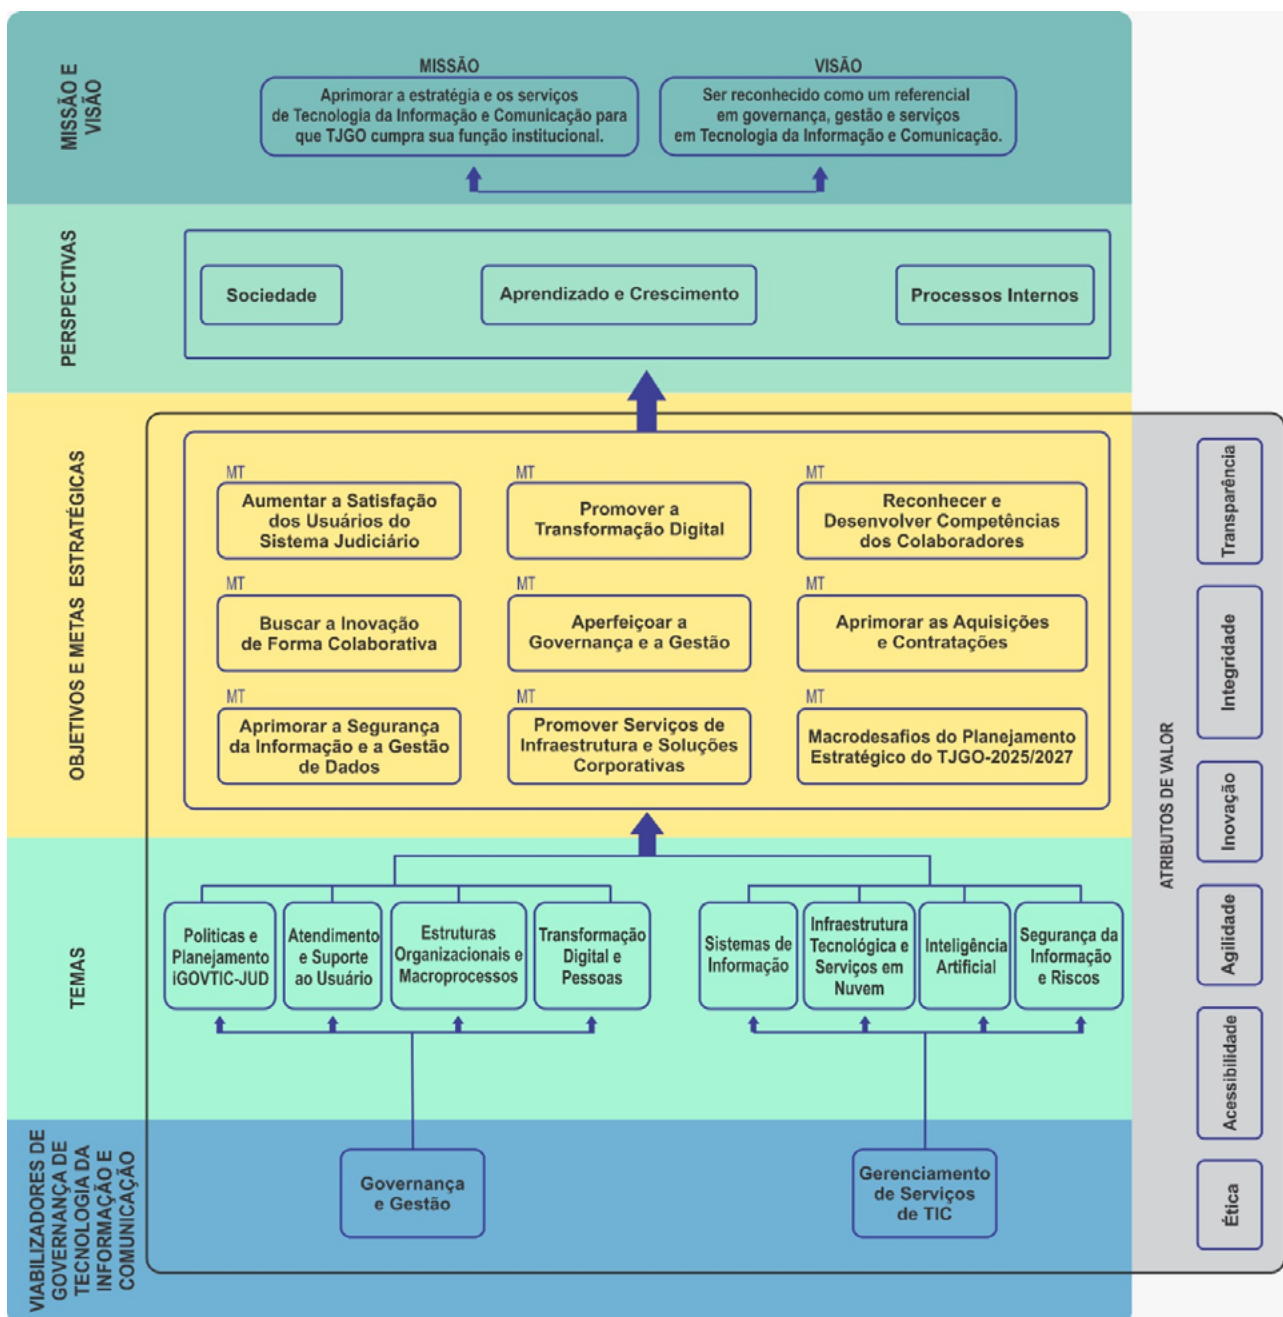 MISSÃO E
VISÃO
MISSÃO
Aprimorar a estratégia e os serviços
de Tecnologia da Informação e Comunicação para
que TJGO cumpra sua função institucional.
VISÃO
Ser reconhecido como um referencial
em governança, gestão e serviços
em Tecnologia da Informação e Comunicação.
PERSPECTIVAS
Sociedade
Aprendizado e Crescimento
Processos Internos
OBJETIVOS E METAS ESTRATÉGICAS
MT
Aumentar a Satisfação
dos Usuários do
Sistema Judiciário
MT
Promover a
Transformação Digital
MT
Reconhecer e
Desenvolver Competências
dos Colaboradores
MT
Buscar a Inovação
de Forma Colaborativa
MT
Aperfeiçoar a
Governança e a Gestão
MT
Aprimorar as Aquisições
e Contratações
MT
Aprimorar a Segurança
da Informação e a Gestão
de Dados
MT
Promover Serviços de
Infraestrutura e Soluções
Corporativas
MT
Macrodesafios do Planejamento
Estratégico do TJGO-2025/2027
TEMAS
Politicas e
Planejamento
iGOVTIC-JUD
Atendimento
e Suporte
ao Usuário
Estruturas
Organizacionais e
Macroprocessos
Transformação
Digital e
Pessoas
Sistemas de
Informação
Infraestrutura
Tecnológica e
Serviços em
Nuvem
Inteligência
Artificial
Segurança da
Informação
e Riscos
VIABILIZADORES DE
GOVERNANÇA DE
TECNOLOGIA DA
INFORMAÇÃO E
COMUNICAÇÃO
Governança
e Gestão
Gerenciamento
de Serviços
de TIC
ATRIBUTOS DE VALOR
Transparência
Integridade
Inovação
Agilidade
Acessibilidade
Ética